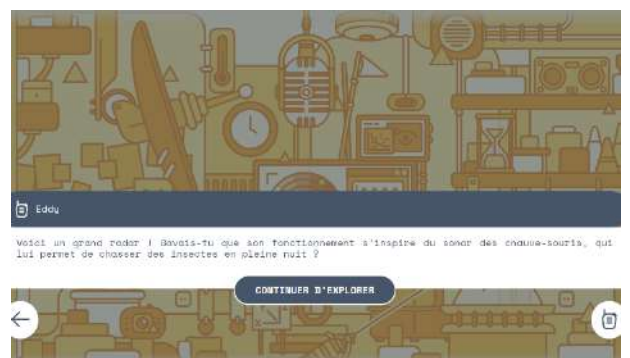 Eddy
Voici un grand radar ! Savais-tu que son fonctionnement s'inspire du sonar des chauve-souris, qui
lui permet de chasser des insectes en pleine nuit ?
CONTINUER D'EXPLORER